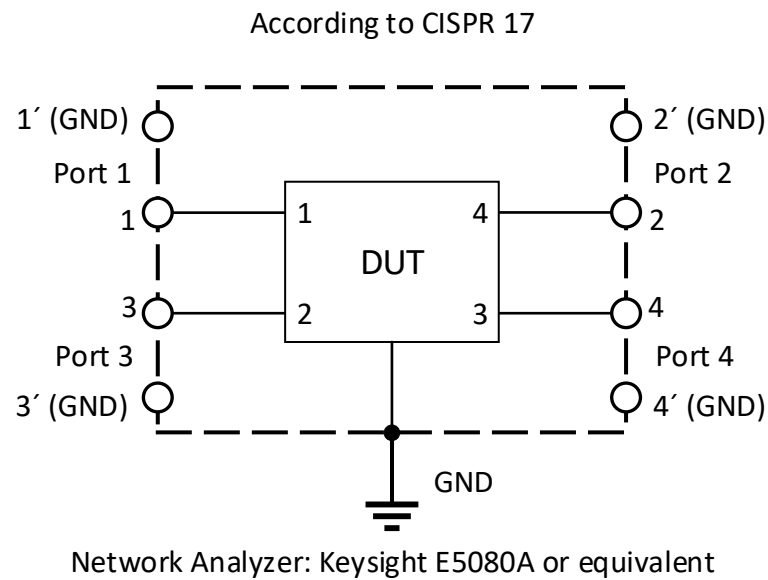 According to CISPR 17
1´ (GND) 2´ (GND)
Port 1 Port 2
1 1 4 2
DUT
3 2 3 4
Port 3 Port 4
3´ (GND) 4´ (GND)
GND
Network Analyzer: Keysight E5080A or equivalent